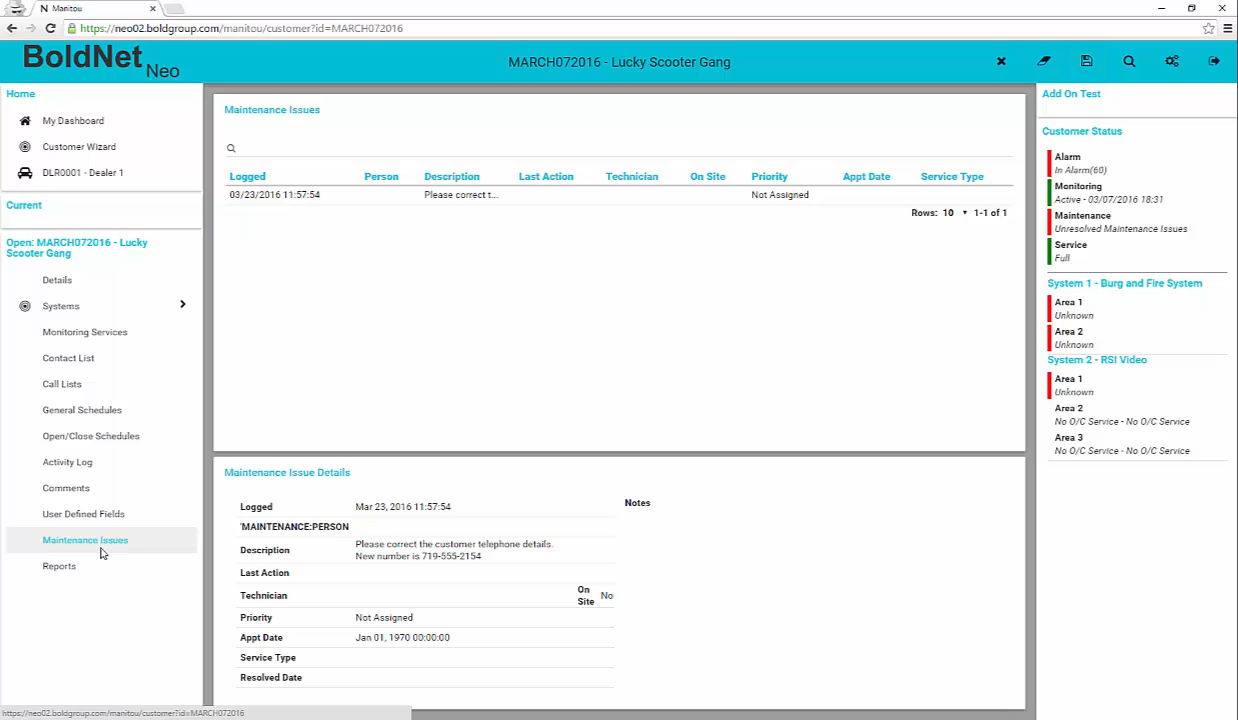 Manitou
https://neo02.boldgroup.com/manitou/customer?id=MARCH072016
BoldNet Neo
MARCH072016 - Lucky Scooter Gang
Home
My Dashboard
Customer Wizard
DLR0001 - Dealer 1
Current
Open: MARCH072016 - Lucky
Scooter Gang
Details
Systems
Monitoring Services
Contact List
Call Lists
General Schedules
Open/Close Schedules
Activity Log
Comments
User Defined Fields
Maintenance Issues
Reports
https://neo02.boldgroup.com/manitou/customer?id=MARCH072016
Maintenance Issues
Logged Person Description Last Action Technician On Site Priority Appt Date Service Type
03/23/2016 11:57:54 Please correct t... Not Assigned
Rows: 10 1-1 of 1
Maintenance Issue Details
Logged Mar 23, 2016 11:57:54
'MAINTENANCE:PERSON
Description Please correct the customer telephone details.
New number is 719-555-2154
Last Action
Technician On Site No
Priority Not Assigned
Appt Date Jan 01, 1970 00:00:00
Service Type
Resolved Date
Notes
Add On Test
Customer Status
Alarm
In Alarm(60)
Monitoring
Active - 03/07/2016 18:31
Maintenance
Unresolved Maintenance Issues
Service
Full
System 1 - Burg and Fire System
Area 1
Unknown
Area 2
Unknown
System 2 - RSI Video
Area 1
Unknown
Area 2
No O/C Service - No O/C Service
Area 3
No O/C Service - No O/C Service